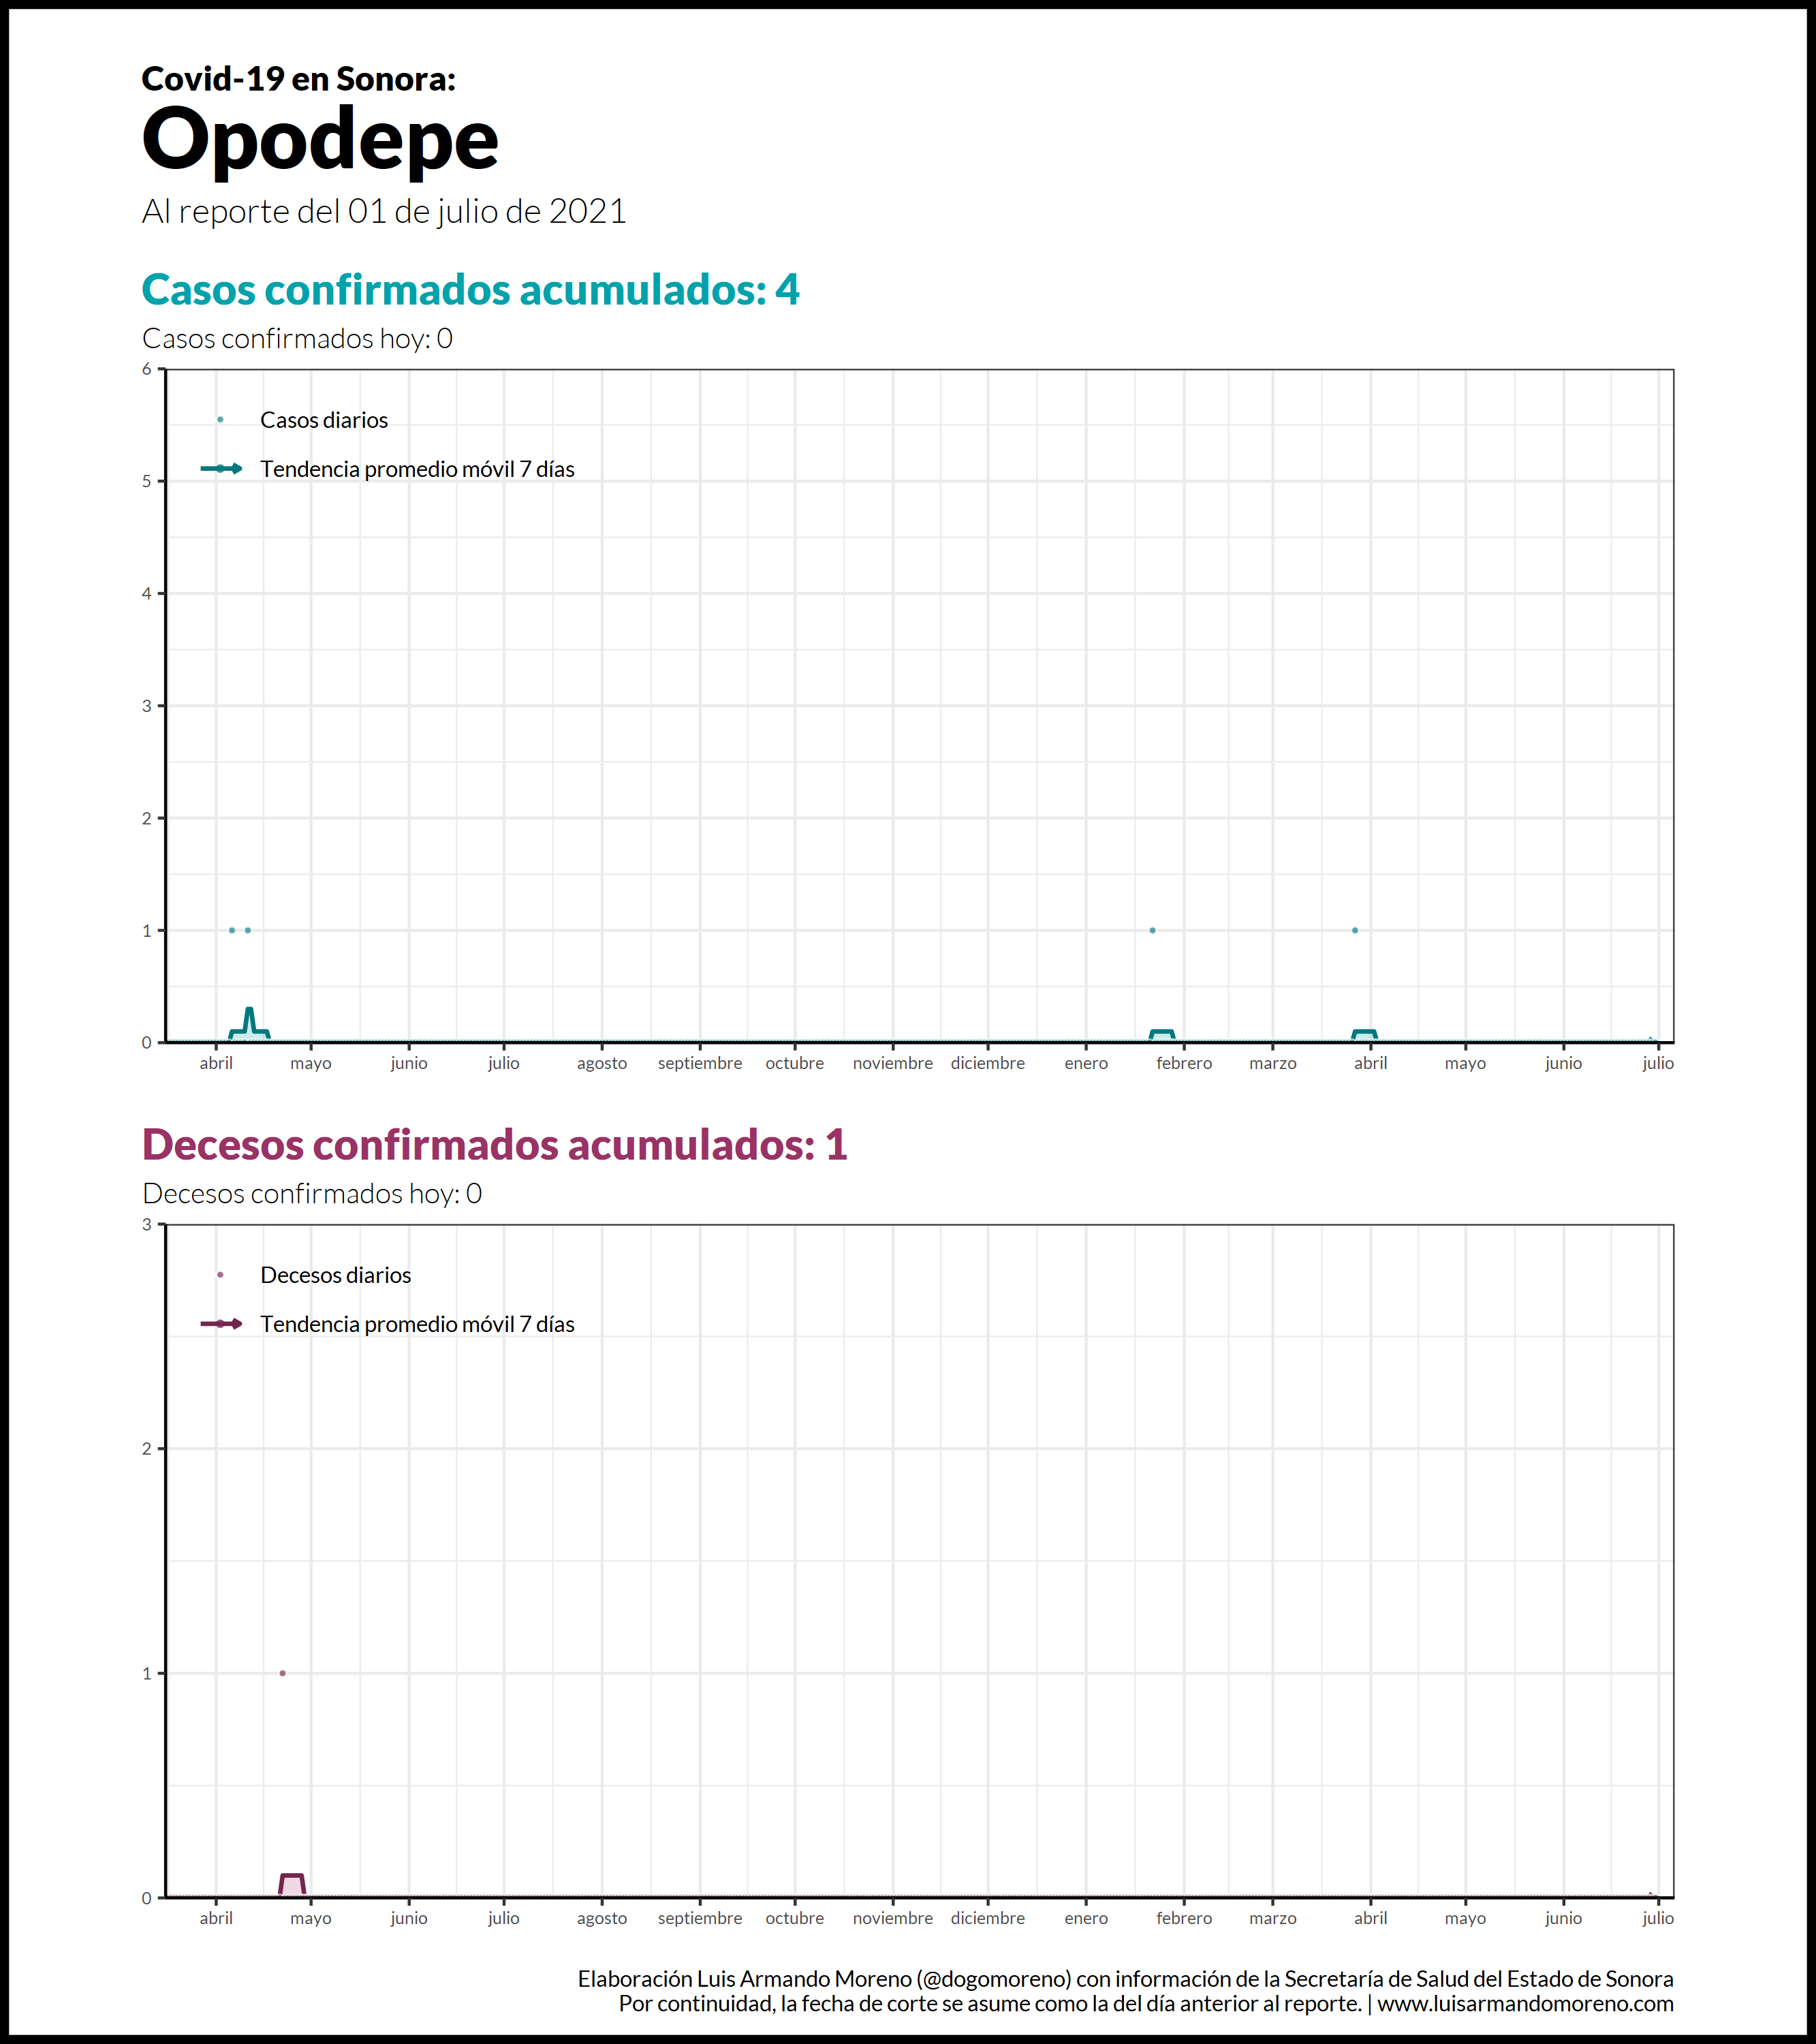 Covid-19 en Sonora:
Opodepe
Al reporte del 01 de julio de 2021
Casos confirmados acumulados: 4
Casos confirmados hoy: 0
6
Casos diarios
Tendencia promedio móvil 7 días
5
4
3
2
1
0
abril mayo junio julio agosto septiembre octubre noviembre diciembre enero febrero marzo abril mayo junio julio
Decesos confirmados acumulados: 1
Decesos confirmados hoy: 0
3
Decesos diarios
Tendencia promedio móvil 7 días
2
1
0
abril mayo junio julio agosto septiembre octubre noviembre diciembre enero febrero marzo abril mayo junio julio
Elaboración Luis Armando Moreno (@dogomoreno) con información de la Secretaría de Salud del Estado de Sonora
Por continuidad, la fecha de corte se asume como la del día anterior al reporte. | www.luisarmandomoreno.com